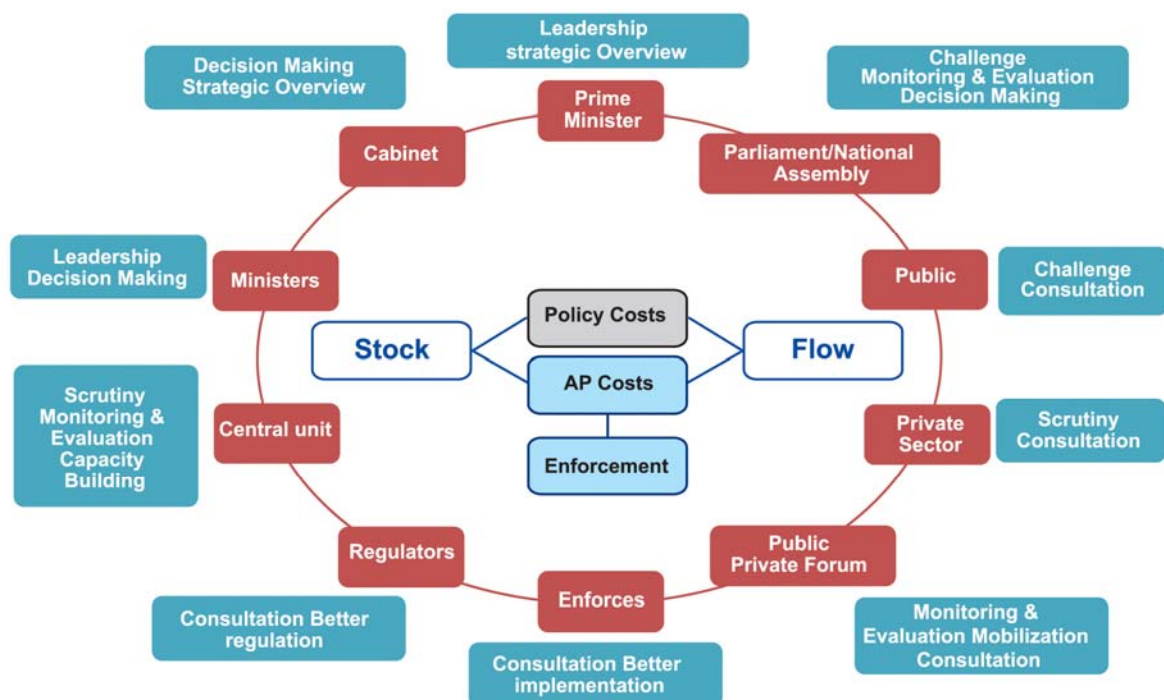 Leadership
strategic Overview
Decision Making
Strategic Overview
Challenge
Monitoring & Evaluation
Decision Making
Prime
Minister
Cabinet
Parliament/National
Assembly
Leadership
Decision Making
Ministers
Public
Challenge
Consultation
Policy Costs
Stock
Flow
AP Costs
Scrutiny
Monitoring &
Evaluation
Capacity
Building
Central unit
Private
Sector
Scrutiny
Consultation
Enforcement
Regulators
Public
Private Forum
Enforces
Consultation Better
regulation
Monitoring &
Evaluation Mobilization
Consultation
Consultation Better
implementation